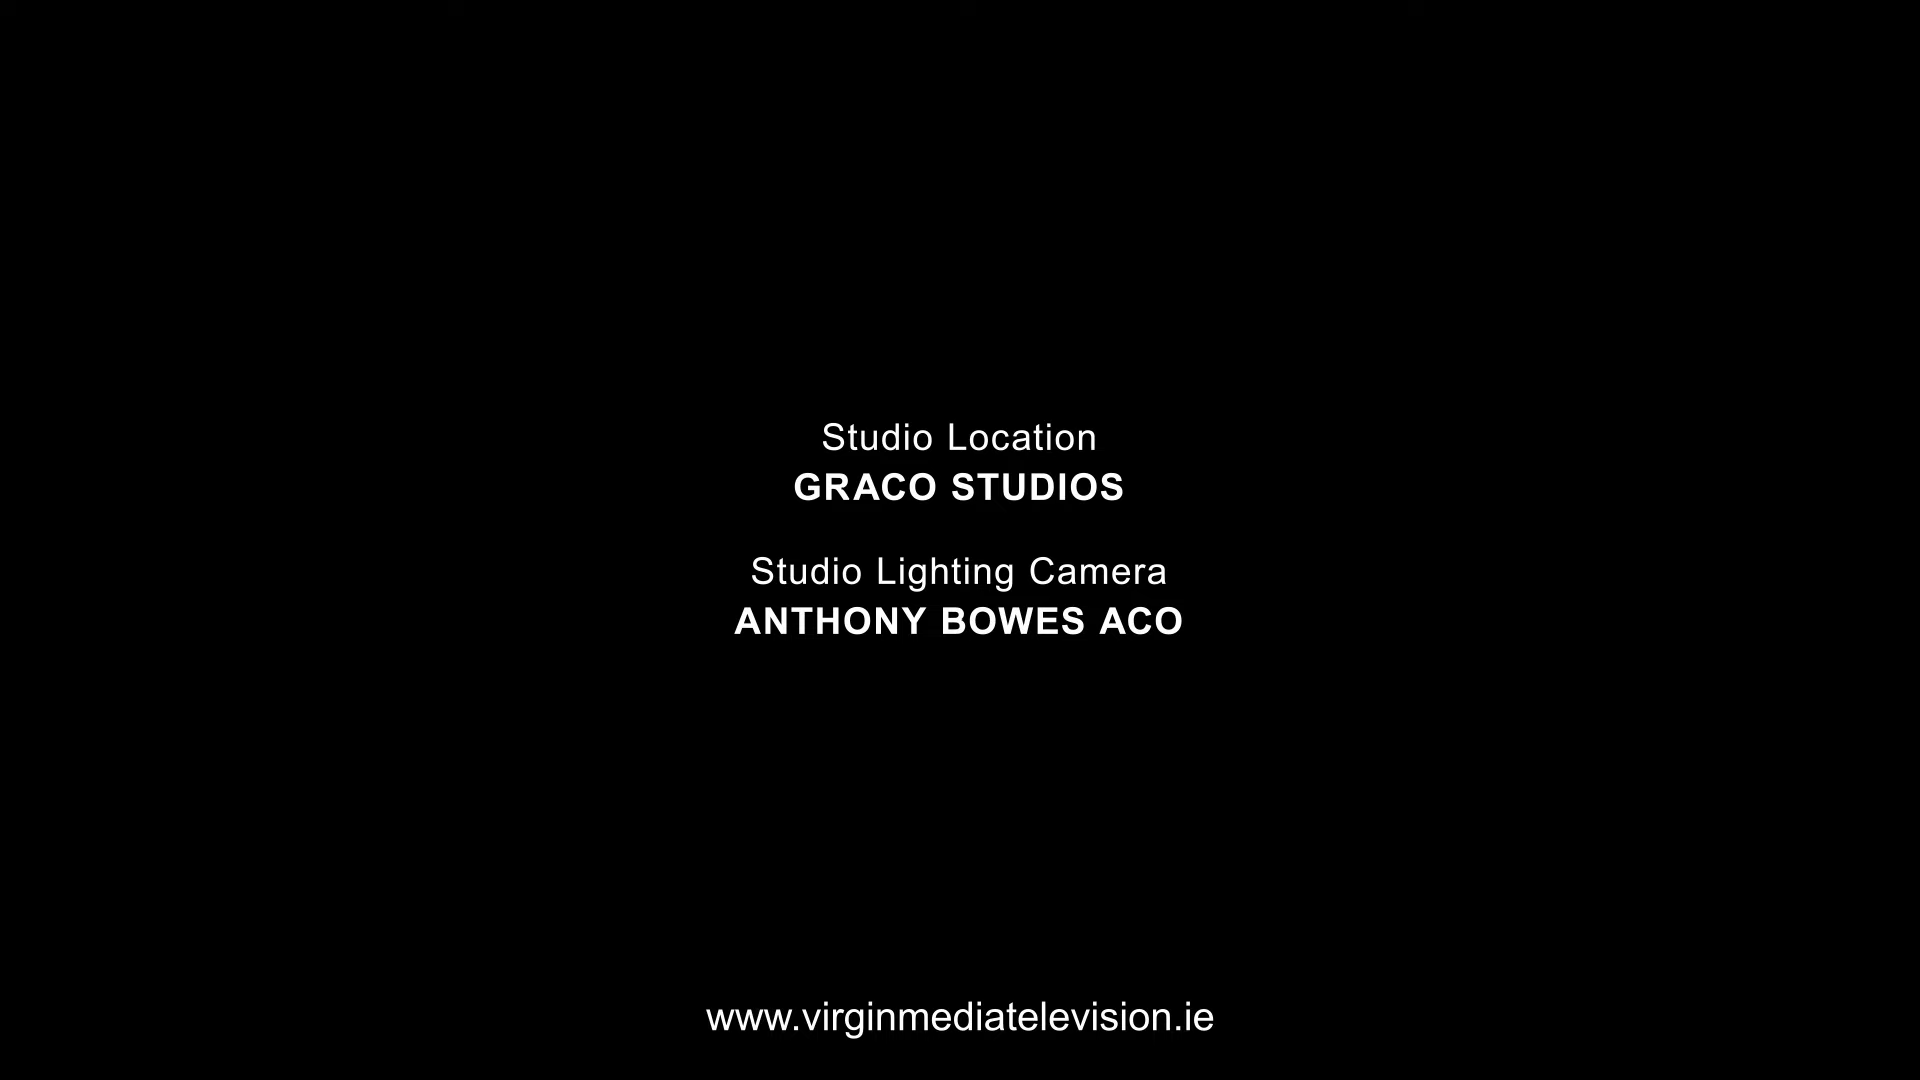 Studio Location
GRACO STUDIOS
Studio Lighting Camera
ANTHONY BOWES ACO
www.virginmediatelevision.ie